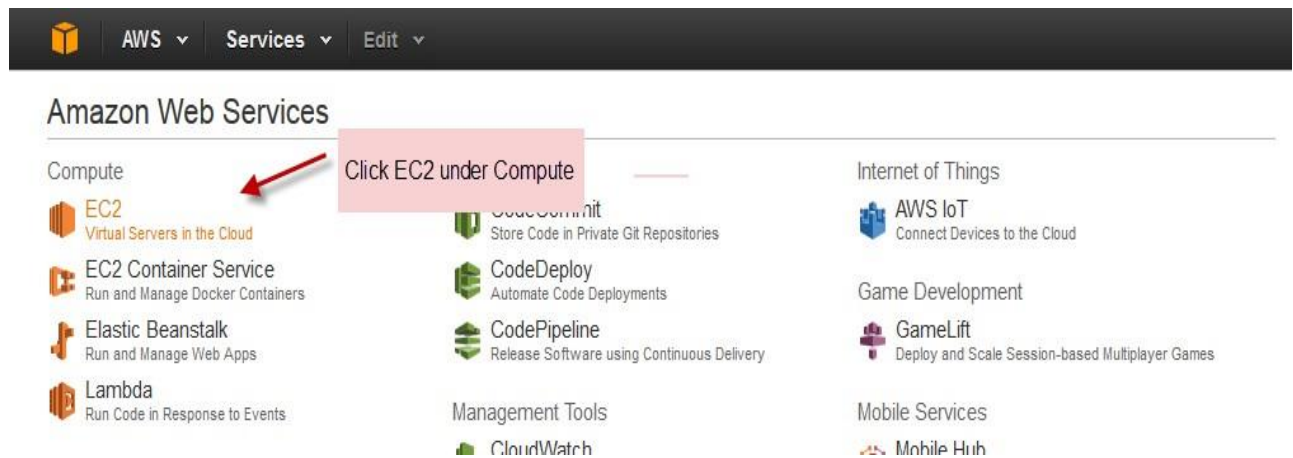 AWS Services Edit
Amazon Web Services
Click EC2 under Compute
Compute
EC2
Virtual Servers in the Cloud
EC2 Container Service
Run and Manage Docker Containers
Elastic Beanstalk
Run and Manage Web Apps
Lambda
Run Code in Response to Events
CodeCommit
Store Code in Private Git Repositories
CodeDeploy
Automate Code Deployments
CodePipeline
Release Software using Continuous Delivery
Management Tools
CloudWatch
Internet of Things
AWS IoT
Connect Devices to the Cloud
Game Development
GameLift
Deploy and Scale Session-based Multiplayer Games
Mobile Services
Mobile Hub